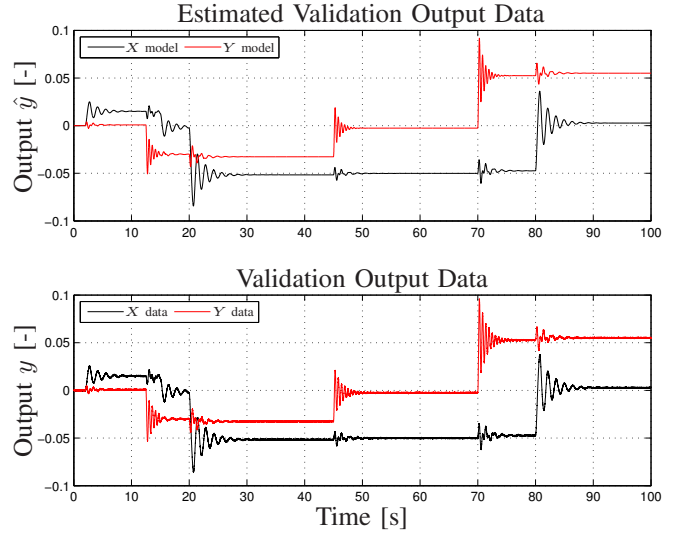 Estimated Validation Output Data
X model Y model
Output ŷ [-]
0.1
0.05
0
−0.05
−0.1
0 10 20 30 40 50 60 70 80 90 100
Validation Output Data
X data Y data
Output y [-]
0.1
0.05
0
−0.05
−0.1
0 10 20 30 40 50 60 70 80 90 100
Time [s]